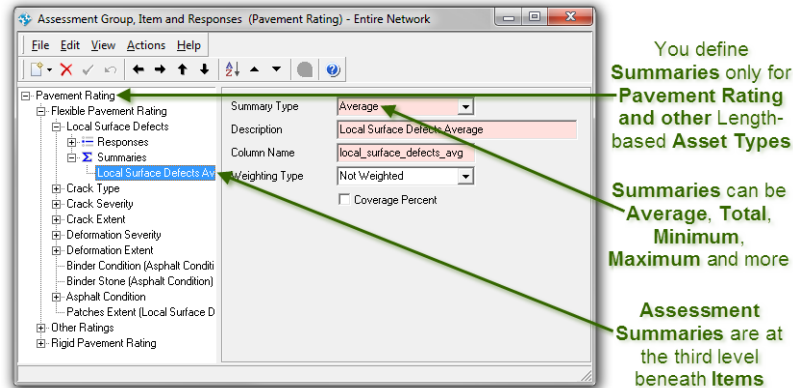 Assessment Group, Item and Responses (Pavement Rating) - Entire Network
File Edit View Actions Help
Pavement Rating
Flexible Pavement Rating
Local Surface Defects
Responses
Summaries
Local Surface Defects Av
Crack Type
Crack Severity
Crack Extent
Deformation Severity
Deformation Extent
Binder Condition (Asphalt Conditi
Binder Stone (Asphalt Condition)
Asphalt Condition
Patches Extent (Local Surface D
Other Ratings
Rigid Pavement Rating
Summary Type Average
Description Local Surface Defects Average
Column Name local_surface_defects_avg
Weighting Type Not Weighted
Coverage Percent
You define
Summaries only for
Pavement Rating
and other Length-
based Asset Types
Summaries can be
Average, Total,
Minimum,
Maximum and more
Assessment
Summaries are at
the third level
beneath Items